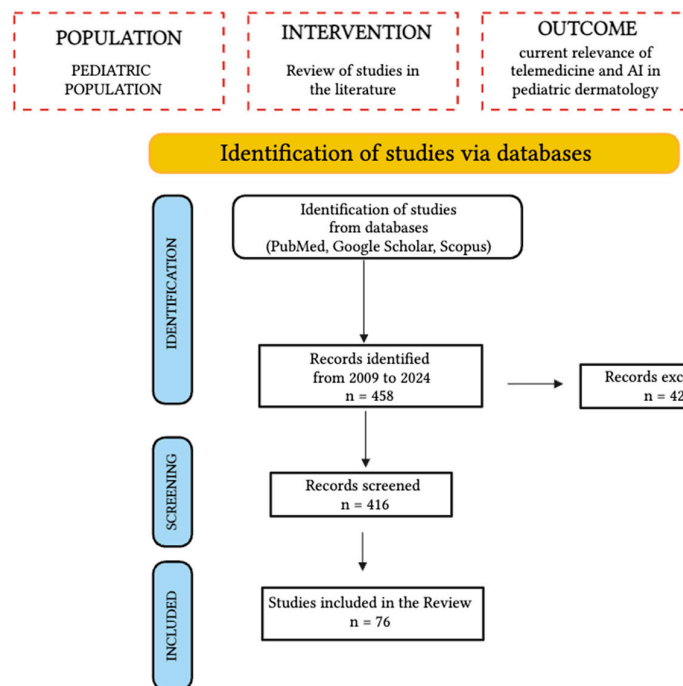 POPULATION
PEDIATRIC
POPULATION
INTERVENTION
Review of studies in
the literature
OUTCOME
current relevance of
telemedicine and AI in
pediatric dermatology
Identification of studies via databases
IDENTIFICATION
Identification of studies
from databases
(PubMed, Google Scholar, Scopus)
Records identified
from 2009 to 2024
n = 458
Records
n = 42
SCREENING
Records screened
n = 416
INCLUDED
Studies included in the Review
n = 76